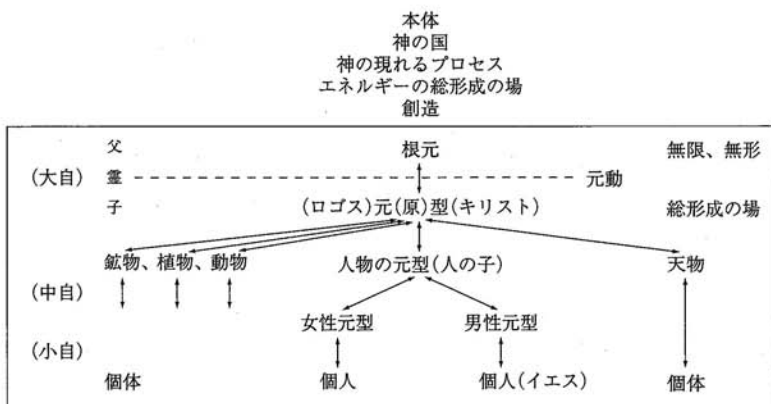 本体
神の国
神の現れるプロセス
エネルギーの総形成の場
創造
父 根元 無限、無形
(大自) 霊 元動
子 (ロゴス)元(原)型(キリスト) 総形成の場
鉱物、植物、動物 人物の元型(人の子) 天物
(中自)
女性元型 男性元型
(小自)
個体 個人 個人(イエス) 個体